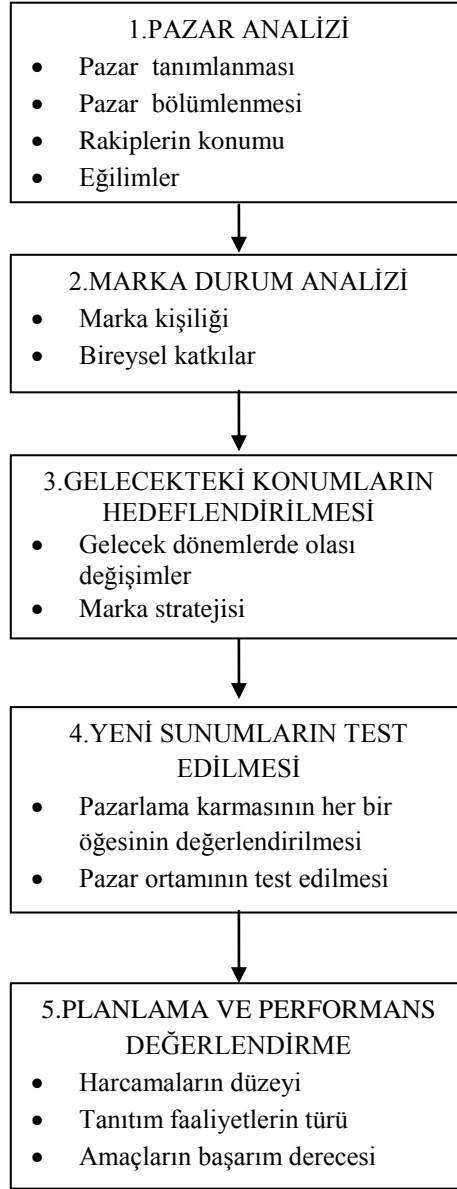 1.PAZAR ANALİZİ
• Pazar tanımlanması
• Pazar bölümlenmesi
• Rakiplerin konumu
• Eğilimler
2.MARKA DURUM ANALİZİ
• Marka kişiliği
• Bireysel katkılar
3.GELECEKTEKİ KONUMLARIN
HEDEFLENDİRİLMESİ
• Gelecek dönemlerde olası
değişimler
• Marka stratejisi
4.YENİ SUNUMLARIN TEST
EDİLMESİ
• Pazarlama karmasının her bir
öğesinin değerlendirilmesi
• Pazar ortamının test edilmesi
5.PLANLAMA VE PERFORMANS
DEĞERLENDİRME
• Harcamaların düzeyi
• Tanıtım faaliyetlerin türü
• Amaçların başarım derecesi